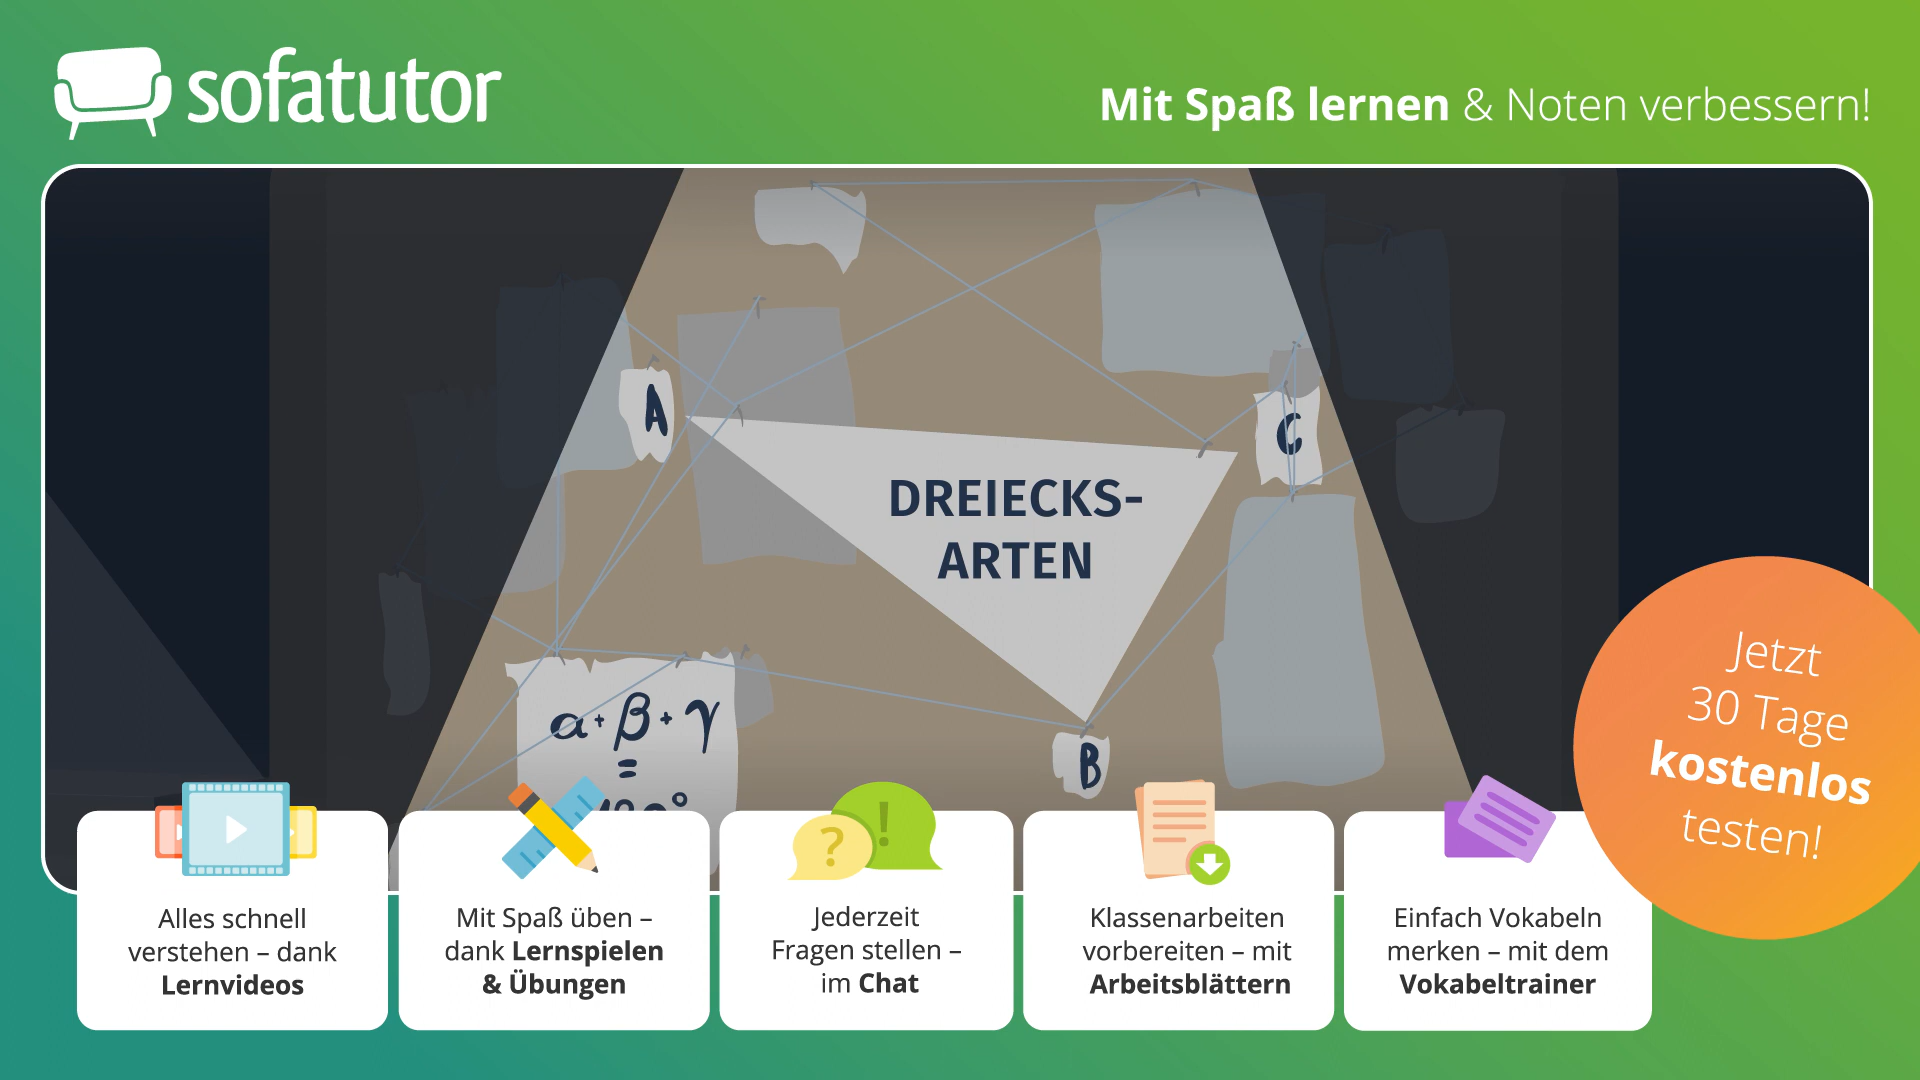 sofatutor
Mit Spaß lernen & Noten verbessern!
A
C
DREIECKS-
ARTEN
α+β+γ
=
B
Jetzt
30 Tage
kostenlos
testen!
?
!
Alles schnell
verstehen – dank
Lernvideos
Mit Spaß üben –
dank Lernspielen
& Übungen
Jederzeit
Fragen stellen –
im Chat
Klassenarbeiten
vorbereiten – mit
Arbeitsblättern
Einfach Vokabeln
merken – mit dem
Vokabeltrainer